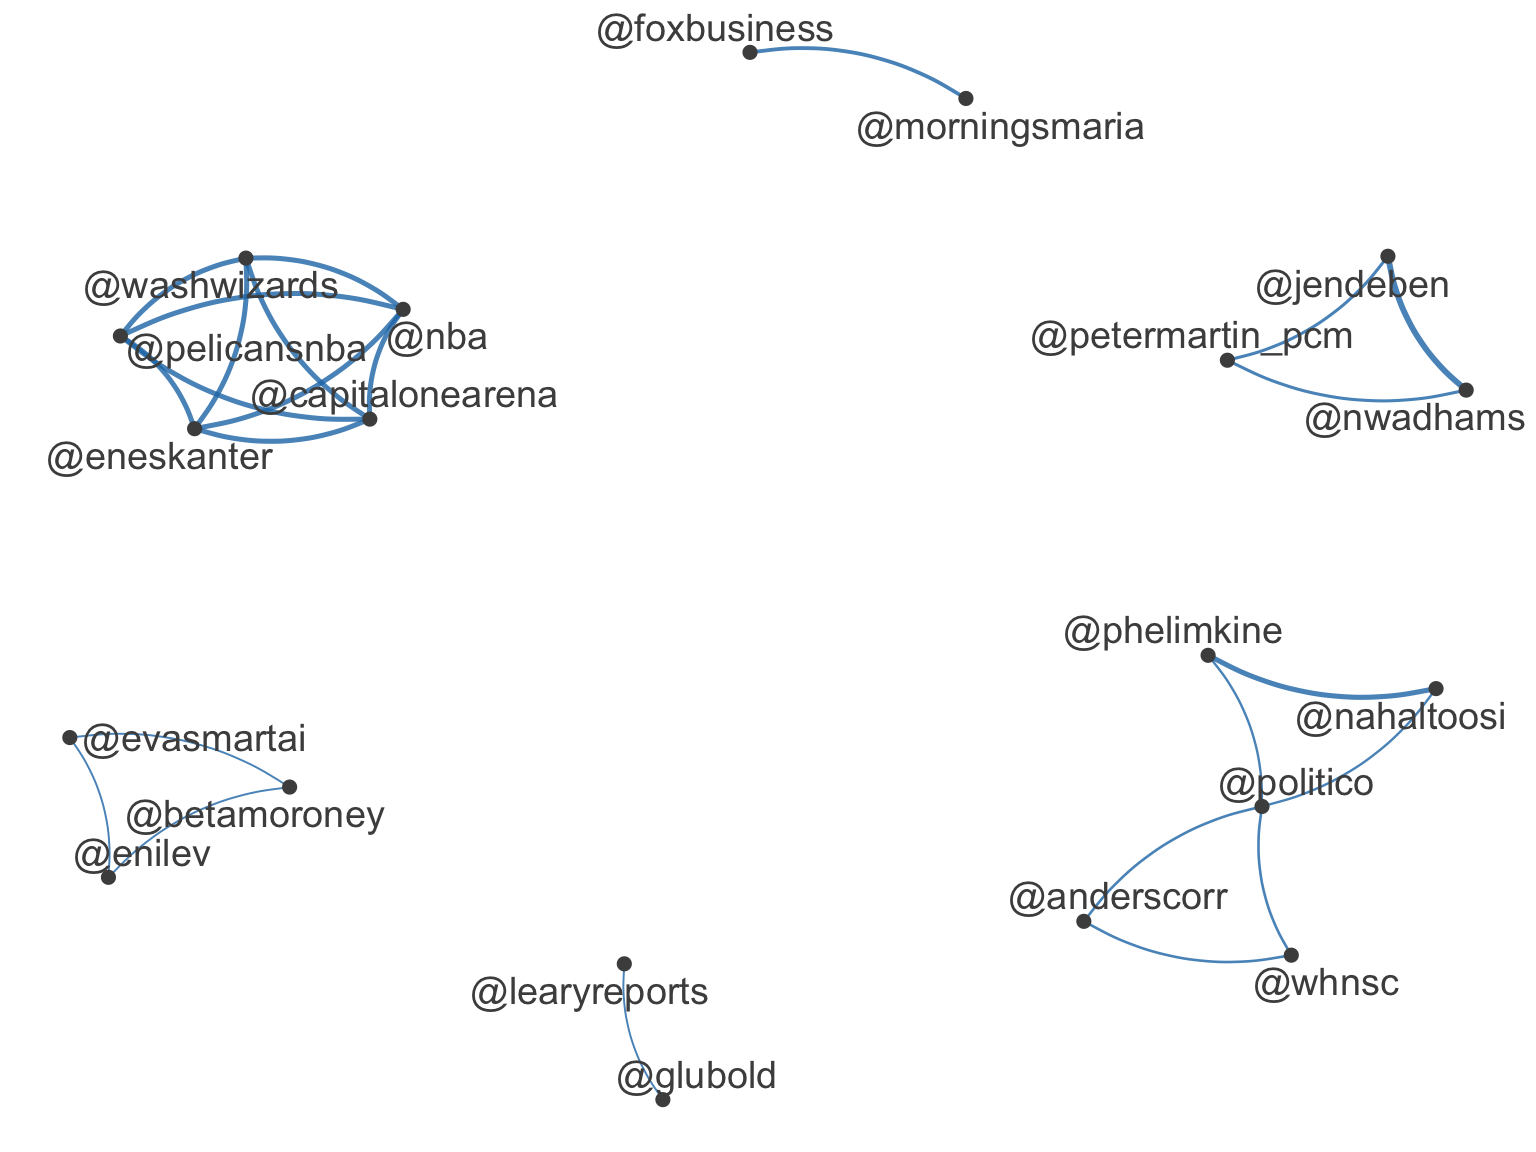 @foxbusiness
@morningsmaria
@washwizards
@jendeben
@petermartin_pcm
@nba
@pelicansnba
@capitalonearena
@nwadhams
@eneskanter
@phelimkine
@nahaltoosi
@evasmartai
@politico
@betamoroney
@enilev
@anderscorr
@whnsc
@learyreports
@glubold